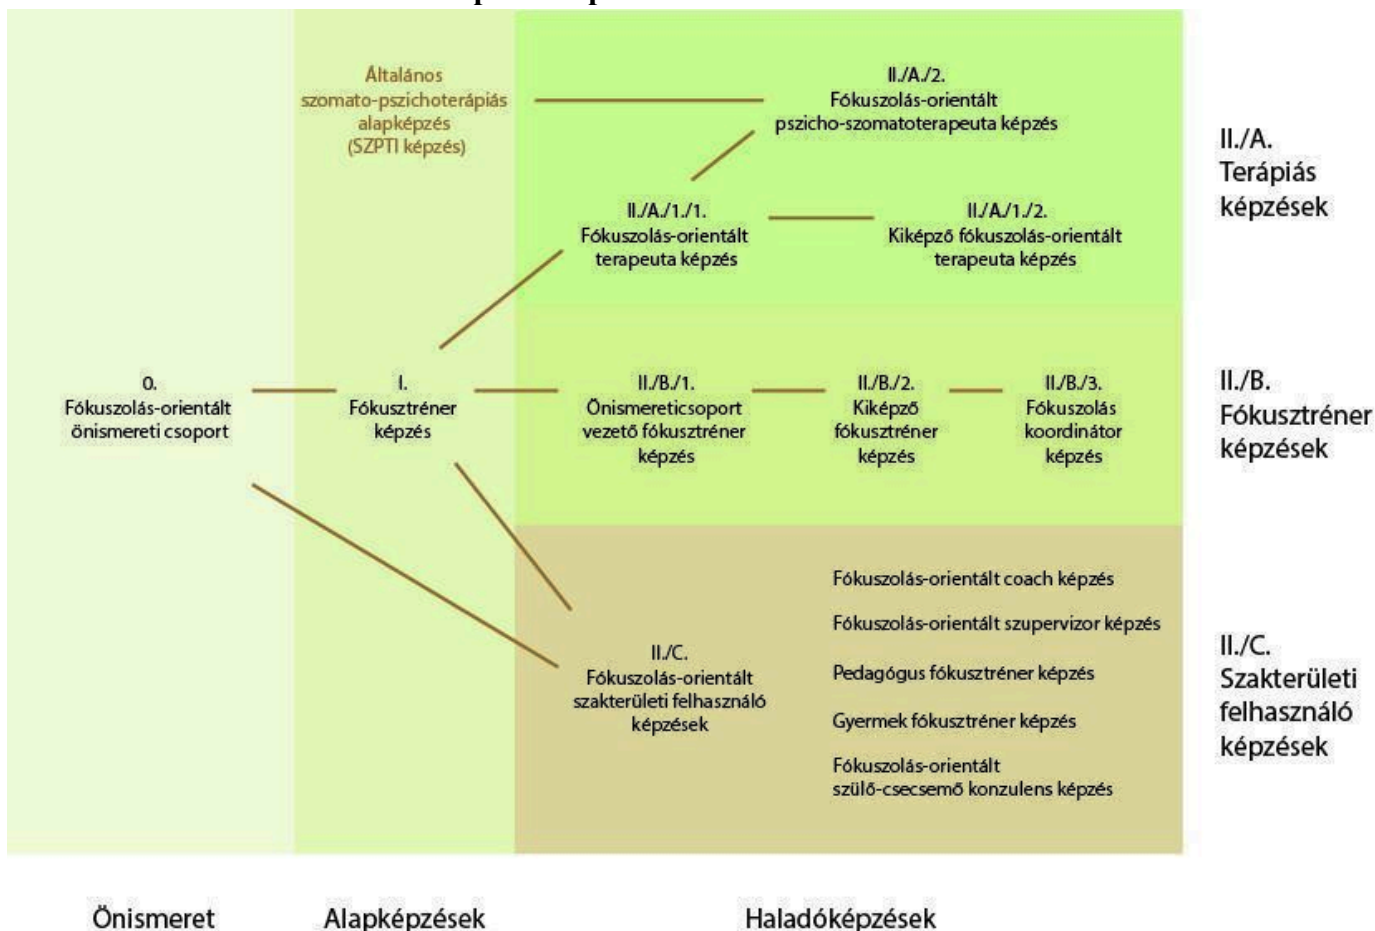 Általános
szomato-pszichoterápiás
alapképzés
(SZPTI képzés)
II./A./2.
Fókuszolás-orientált
pszicho-szomatoterapeuta képzés
II./A./1./1.
Fókuszolás-orientált
terapeuta képzés
II./A./1./2.
Kiképző fókuszolás-orientált
terapeuta képzés
II./A.
Terápiás
képzések
0.
Fókuszolás-orientált
önismereti csoport
I.
Fókusztréner
képzés
II./B./1.
Önismereticsoport
vezető fókusztréner
képzés
II./B./2.
Kiképző
fókusztréner
képzés
II./B./3.
Fókuszolás
koordinátor
képzés
II./B.
Fókusztréner
képzések
II./C.
Fókuszolás-orientált
szakterületi felhasználó
képzések
Fókuszolás-orientált coach képzés
Fókuszolás-orientált szupervizor képzés
Pedagógus fókusztréner képzés
Gyermek fókusztréner képzés
Fókuszolás-orientált
szülő-csecsemő konzulens képzés
II./C.
Szakterületi
felhasználó
képzések
Önismeret
Alapképzések
Haladóképzések